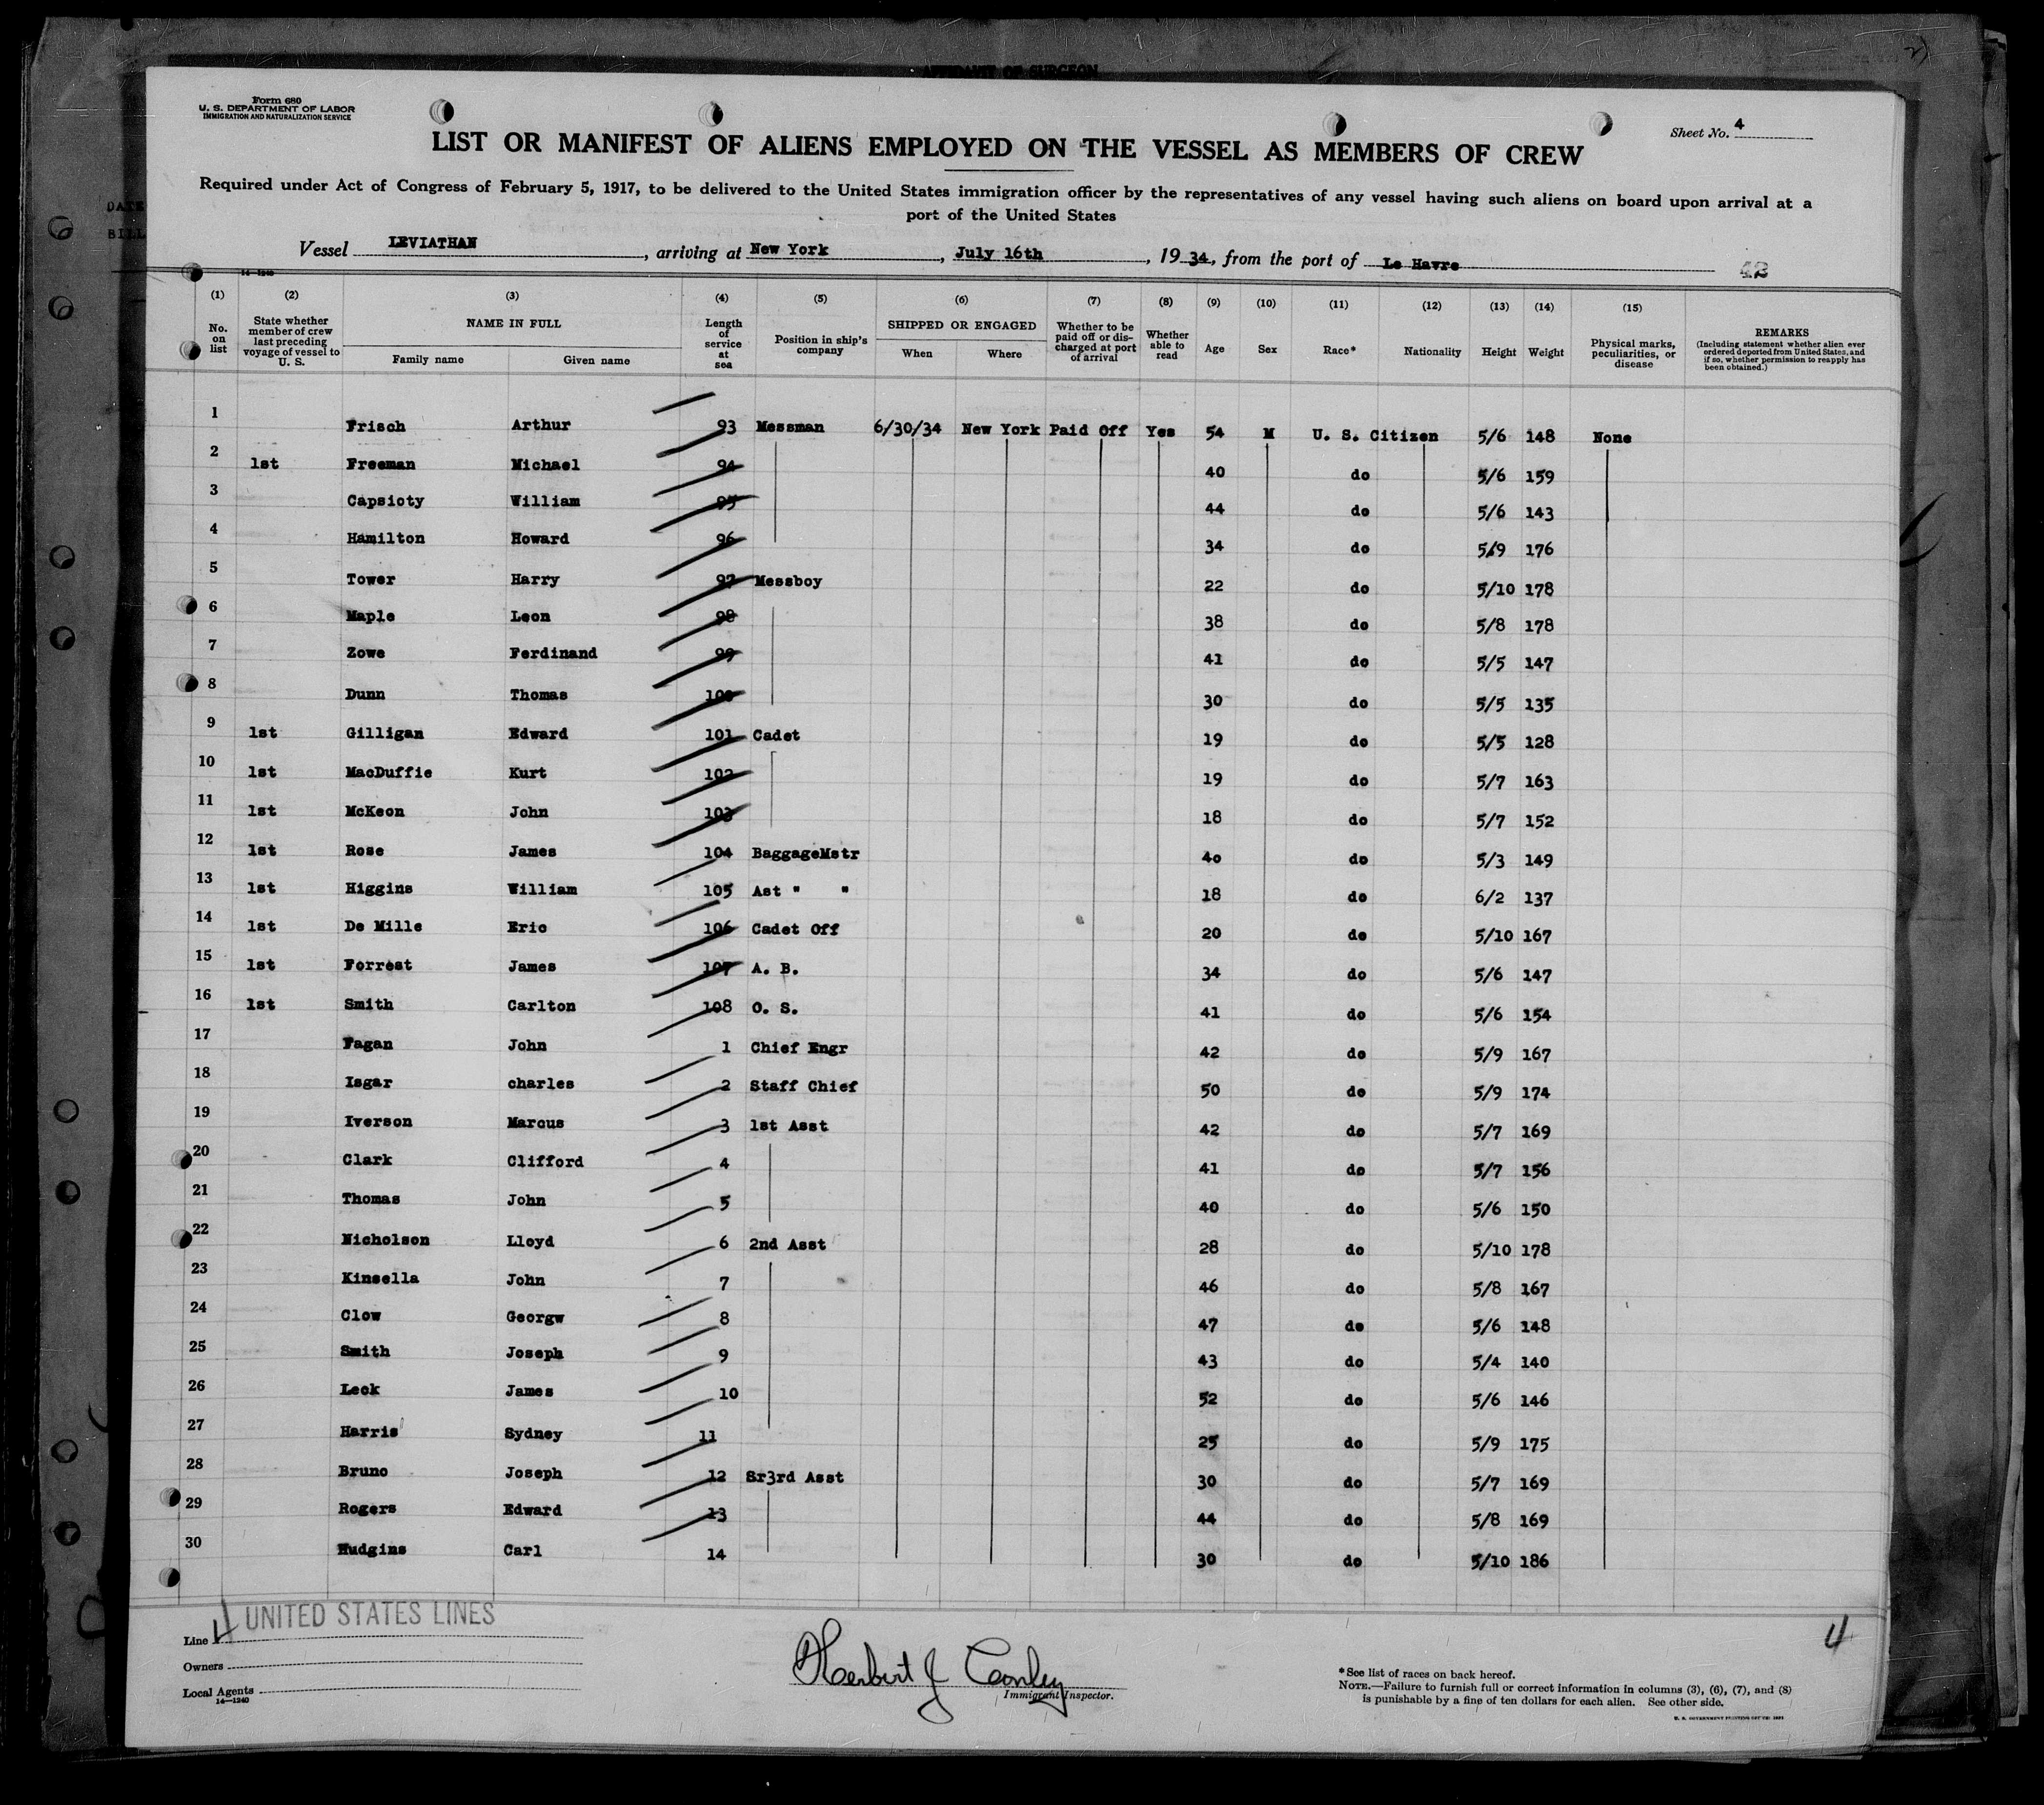 AFFIDAVIT OF SURGEON
Form 680
U. S. DEPARTMENT OF LABOR
IMMIGRATION AND NATURALIZATION SERVICE
Sheet No. 4
LIST OR MANIFEST OF ALIENS EMPLOYED ON THE VESSEL AS MEMBERS OF CREW
Required under Act of Congress of February 5, 1917, to be delivered to the United States immigration officer by the representatives of any vessel having such aliens on board upon arrival at a
port of the United States
DATE
BILL
Vessel LEVIATHAN, arriving at New York, July 16th, 19 34, from the port of Le Havre
14-1240
42
(1) (2) (3) (4) (5) (6) (7) (8) (9) (10) (11) (12) (13) (14) (15)
No. on list
State whether member of crew last preceding voyage of vessel to U. S.
NAME IN FULL
Family name Given name
Length of service at sea
Position in ship's company
SHIPPED OR ENGAGED
When Where
Whether to be paid off or discharged at port of arrival
Whether able to read
Age Sex Race* Nationality Height Weight
Physical marks, peculiarities, or disease
REMARKS
(Including statement whether alien ever ordered deported from United States, and if so, whether permission to reapply has been obtained.)
1 Frisch Arthur 93 Messman 6/30/34 New York Paid Off Yes 54 M U. S. Citizen 5/6 148 None
2 1st Freeman Michael 94 40 do 5/6 159
3 Capsioty William 95 44 do 5/6 143
4 Hamilton Howard 96 34 do 5/9 176
5 Tower Harry 97 Messboy 22 do 5/10 178
6 Maple Leon 98 38 do 5/8 178
7 Zowe Ferdinand 99 41 do 5/5 147
8 Dunn Thomas 100 30 do 5/5 135
9 1st Gilligan Edward 101 Cadet 19 do 5/5 128
10 1st MacDuffie Kurt 102 19 do 5/7 163
11 1st McKeon John 103 18 do 5/7 152
12 1st Rose James 104 BaggageMstr 40 do 5/3 149
13 1st Higgins William 105 Ast " " 18 do 6/2 137
14 1st De Mille Eric 106 Cadet Off 20 do 5/10 167
15 1st Forrest James 107 A. B. 34 do 5/6 147
16 1st Smith Carlton 108 O. S. 41 do 5/6 154
17 Fagan John 1 Chief Engr 42 do 5/9 167
18 Isgar charles 2 Staff Chief 50 do 5/9 174
19 Iverson Marcus 3 1st Asst 42 do 5/7 169
20 Clark Clifford 4 41 do 5/7 156
21 Thomas John 5 40 do 5/6 150
22 Nicholson Lloyd 6 2nd Asst 28 do 5/10 178
23 Kinsella John 7 46 do 5/8 167
24 Clow Georgw 8 47 do 5/6 148
25 Smith Joseph 9 43 do 5/4 140
26 Leck James 10 52 do 5/6 146
27 Harris Sydney 11 25 do 5/9 175
28 Bruno Joseph 12 Sr3rd Asst 30 do 5/7 169
29 Rogers Edward 13 44 do 5/8 169
30 Hudgins Carl 14 30 do 5/10 186
4 UNITED STATES LINES
Line
Owners
Local Agents
14—1240
Herbert J Conley
Immigrant Inspector.
4
*See list of races on back hereof.
NOTE.—Failure to furnish full or correct information in columns (3), (6), (7), and (8)
is punishable by a fine of ten dollars for each alien. See other side.